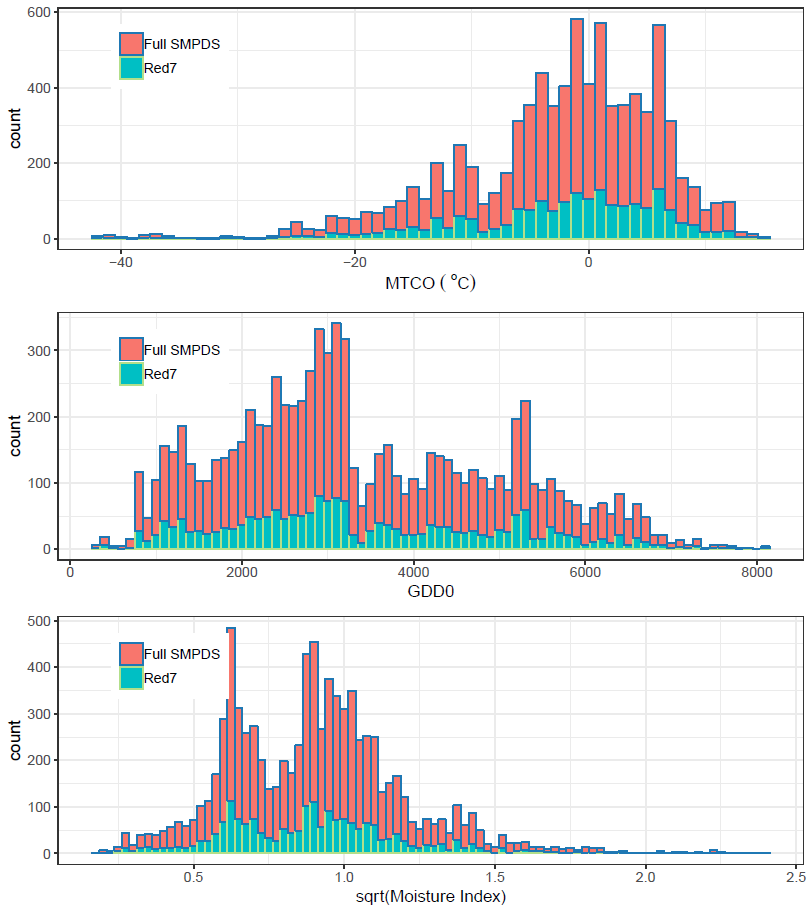 600
400
200
0
count
Full SMPDS
Red7
−40
−20
0
MTCO ( °C)
300
200
100
0
count
Full SMPDS
Red7
0
2000
4000
6000
8000
GDD0
500
400
300
200
100
0
count
Full SMPDS
Red7
0.5
1.0
1.5
2.0
2.5
sqrt(Moisture Index)